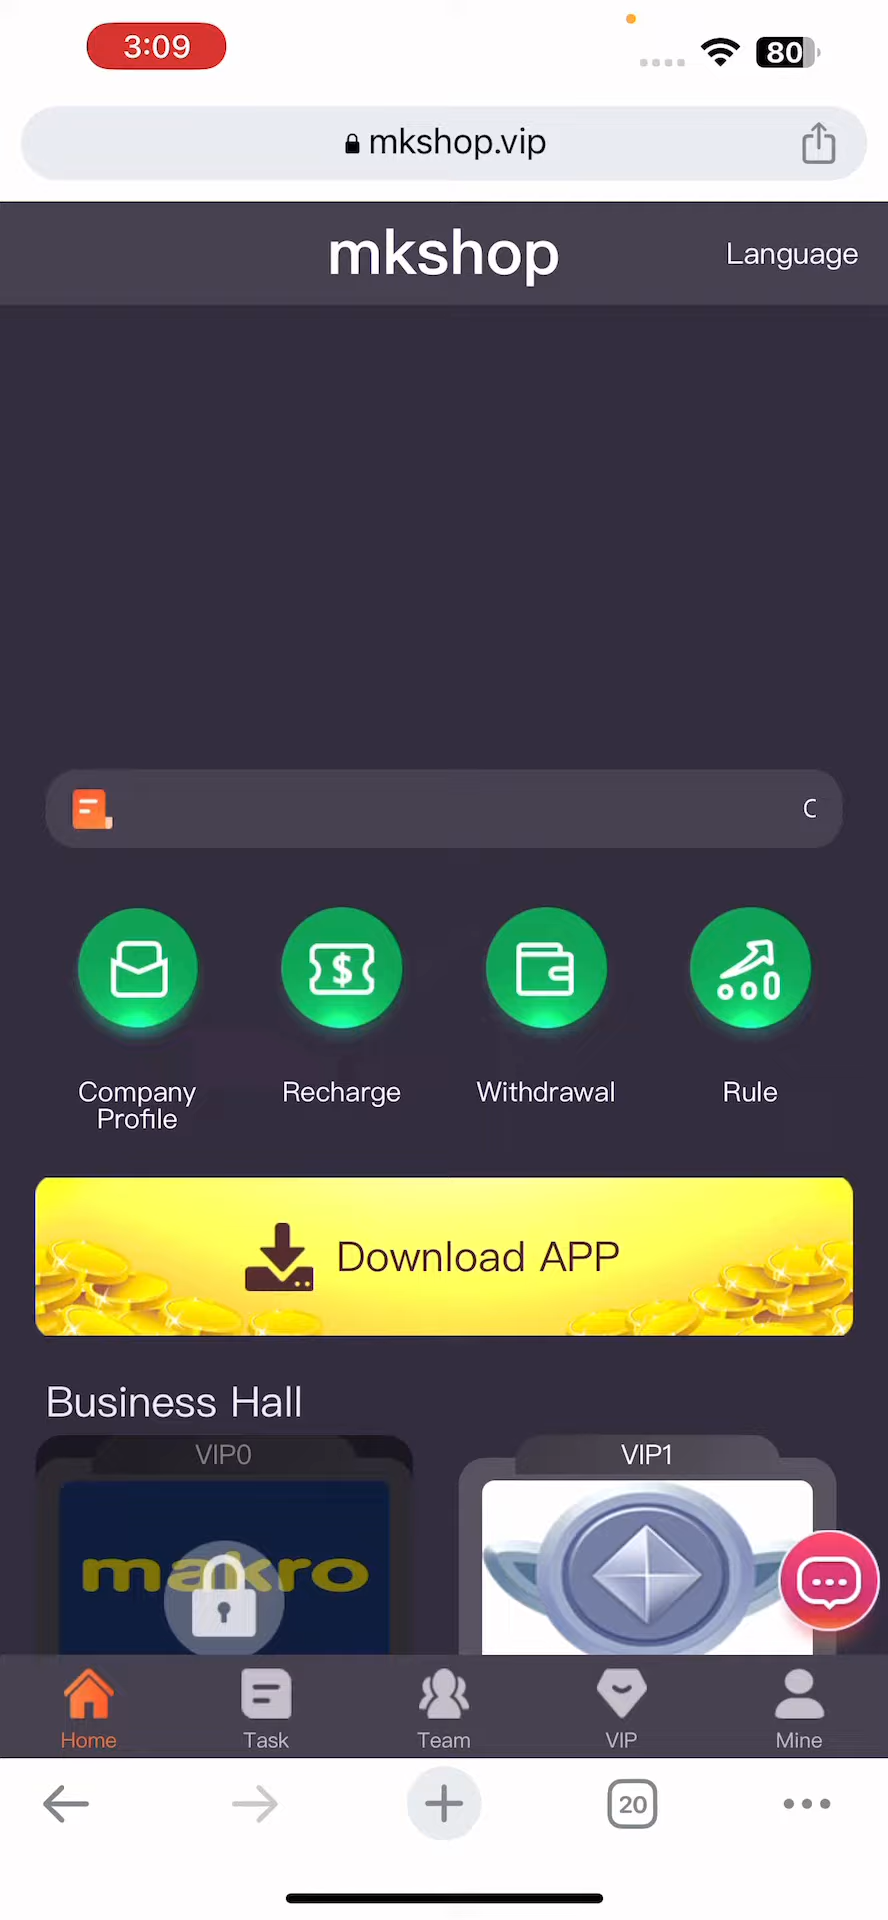 3:09
80
mkshop.vip
mkshop
Language
C
Company
Profile
Recharge
Withdrawal
Rule
Download APP
Business Hall
VIP0
VIP1
makro
Home
Task
Team
VIP
Mine
20